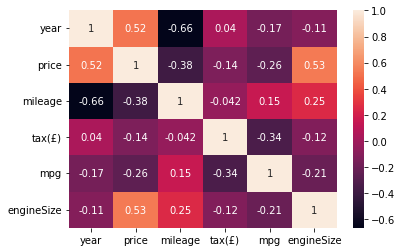 year 1 0.52 -0.66 0.04 -0.17 -0.11
price 0.52 1 -0.38 -0.14 -0.26 0.53
mileage -0.66 -0.38 1 -0.042 0.15 0.25
tax(£) 0.04 -0.14 -0.042 1 -0.34 -0.12
mpg -0.17 -0.26 0.15 -0.34 1 -0.21
engineSize -0.11 0.53 0.25 -0.12 -0.21 1
year price mileage tax(£) mpg engineSize
1.0
0.8
0.6
0.4
0.2
0.0
-0.2
-0.4
-0.6